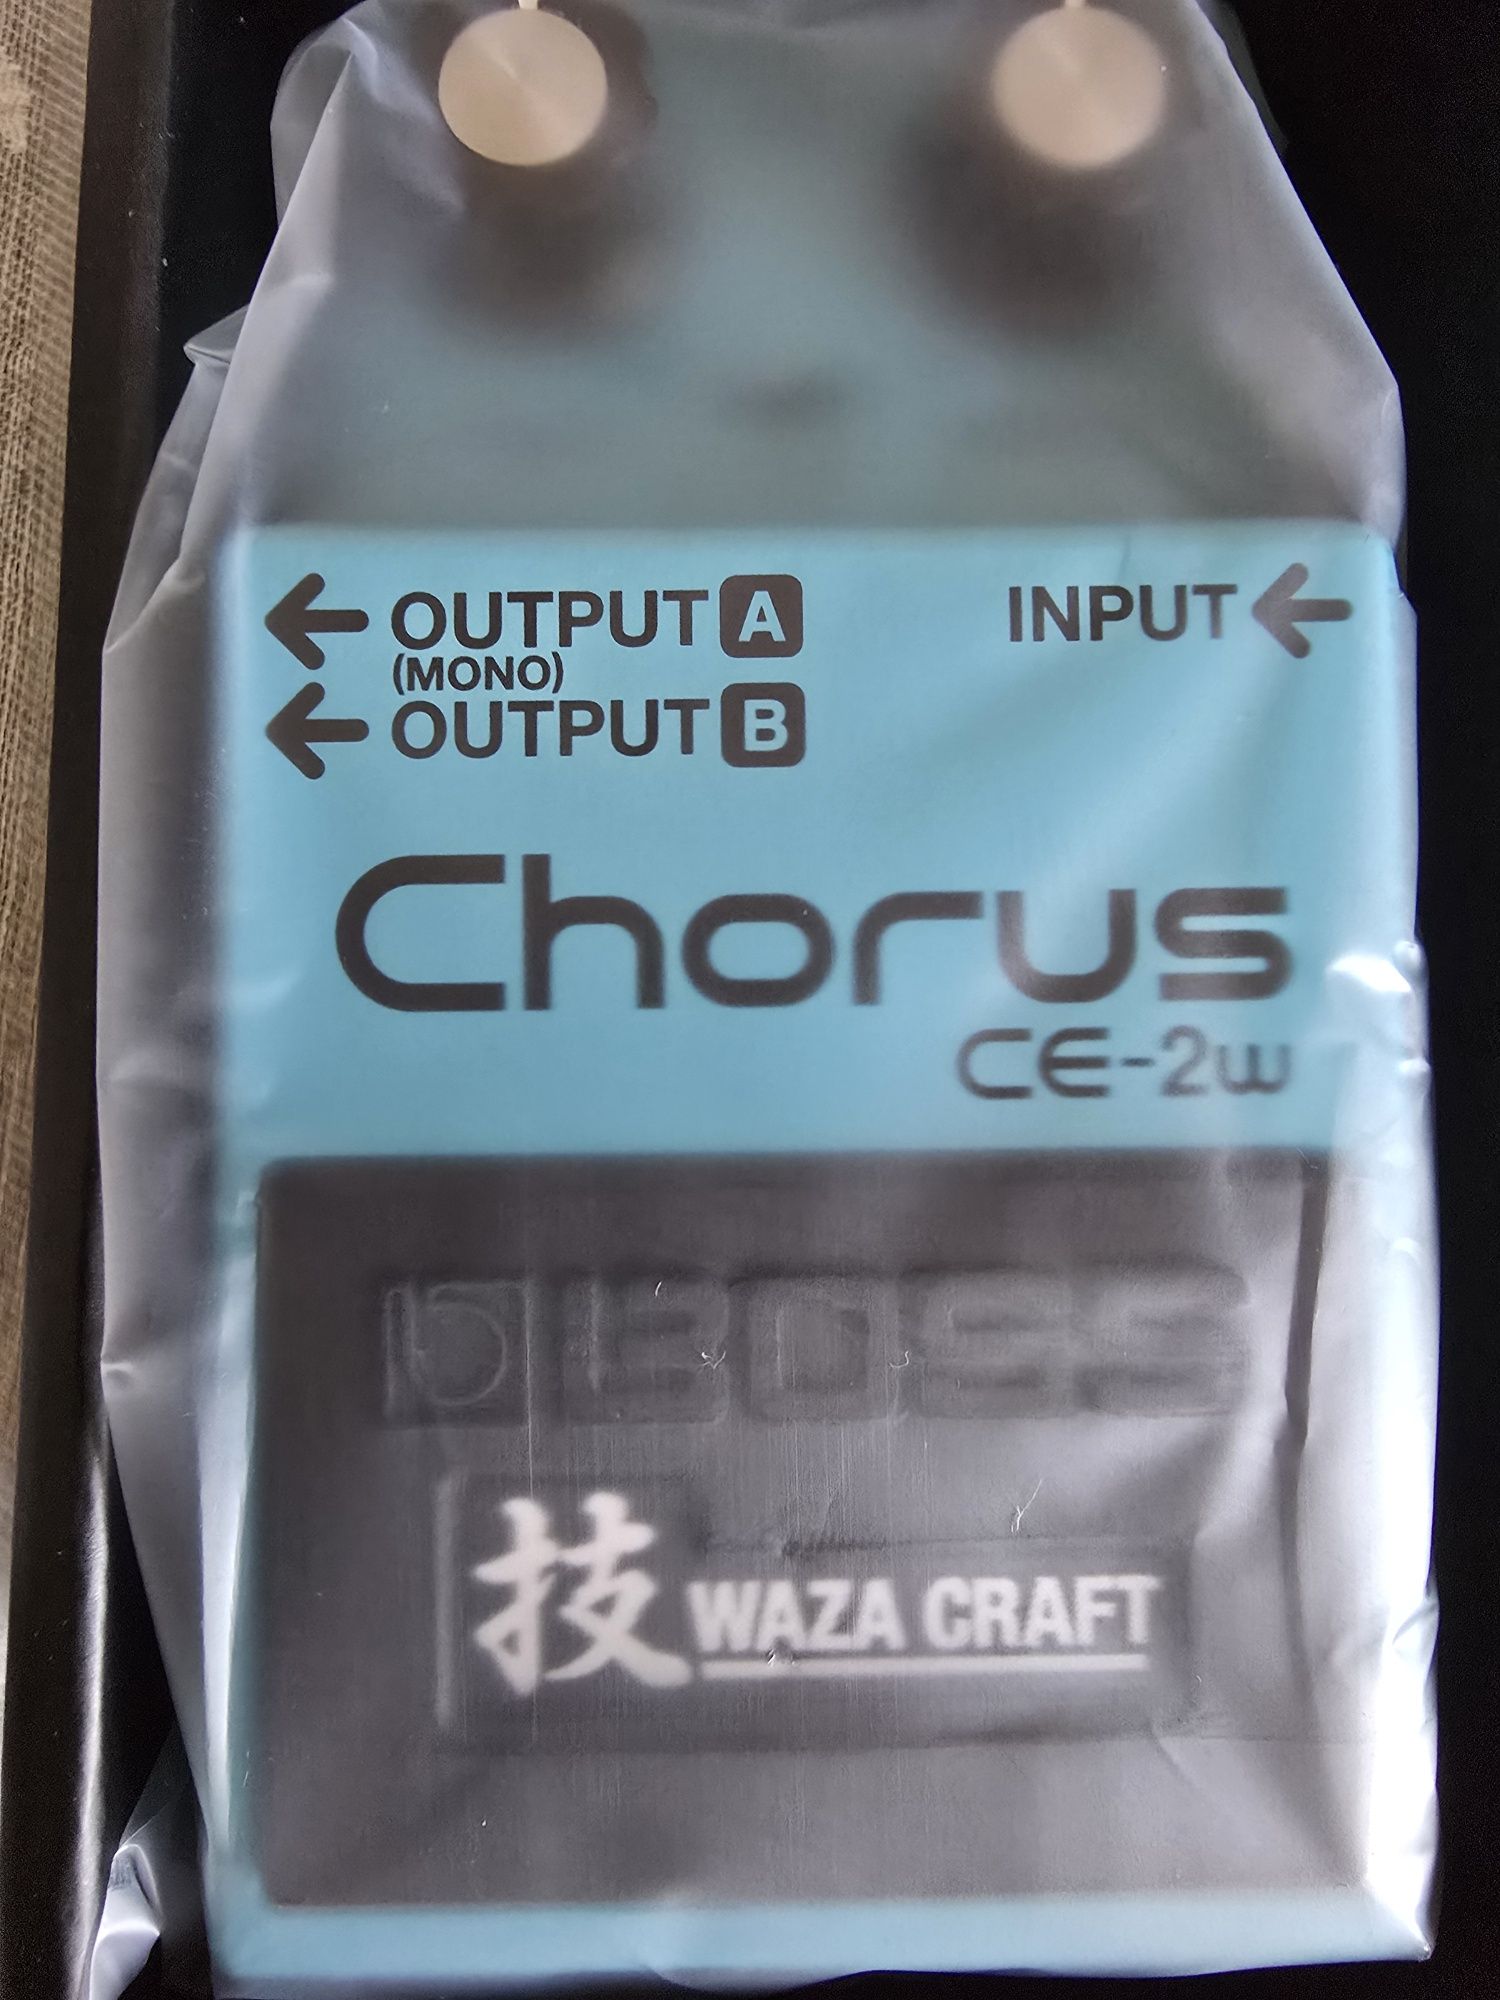 OUTPUT A
(MONO)
OUTPUT B
INPUT
Chorus
CE-2w
BOSS
技 WAZA CRAFT